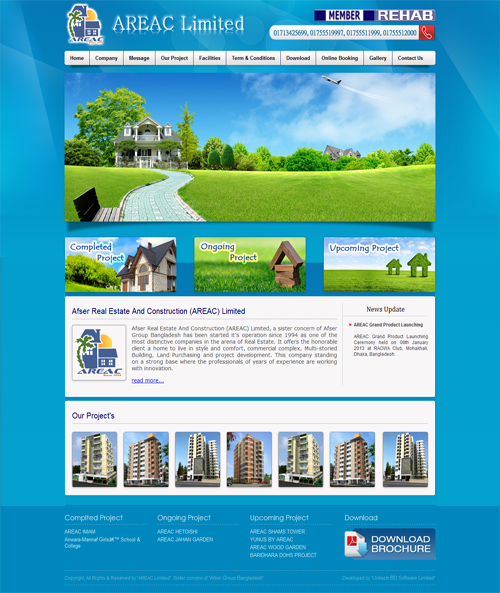 AREAC Limited
AREAC
MEMBER REHAB
01713425699, 01755519997, 01755511999, 01755512000
Home Company Message Our Project Facilities Term & Conditions Download Online Booking Gallery Contact Us
Completed
Project
Ongoing
Project
Upcoming Project
Afser Real Estate And Construction (AREAC) Limited
AREAC
Afser Real Estate And Construction (AREAC) Limited, a sister concern of Afser
Group Bangladesh has been started it's operation since 1994 as one of the
most distinctive companies in the arena of Real Estate. It offers the honorable
client a home to live in style and comfort, commercial complex, Multi-storied
Building, Land Purchasing and project development. This company standing
on a strong base where the professionals of years of experience are working
with innovation.
read more...
News Update
AREAC Grand Product Launching
AREAC Grand Product Launching
Ceremony held on 08th January
2013 at RAOWA Club, Mohakhali,
Dhaka, Bangladesh.
Our Project's
Complited Project
AREAC IMAM
Anwara-Mannaf Girlsâ€™ School &
College
Ongoing Project
AREAC HETOISHI
AREAC JAHAN GARDEN
Upcoming Project
AREAC SHAMS TOWER
YUNUS BY AREAC
AREAC WOOD GARDEN
BARIDHARA DOHS PROJECT
Download
DOWNLOAD
BROCHURE
Copyright All Rights & Reserved by "AREAC Limited" Sister concern of "Afser Group Bangladesh"
Developed by "Unitech BD Software Limited"